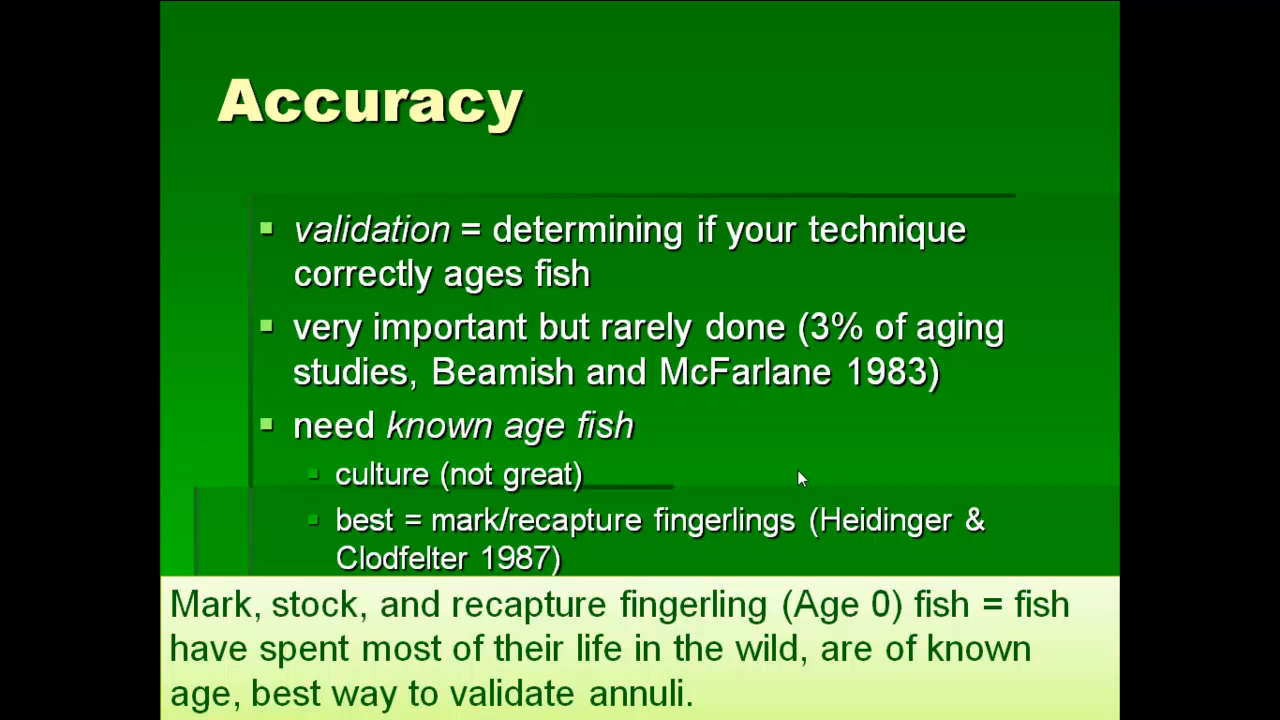 Accuracy
validation = determining if your technique
correctly ages fish
very important but rarely done (3% of aging
studies, Beamish and McFarlane 1983)
need known age fish
culture (not great)
best = mark/recapture fingerlings (Heidinger &
Clodfelter 1987)
Mark, stock, and recapture fingerling (Age 0) fish = fish
have spent most of their life in the wild, are of known
age, best way to validate annuli.